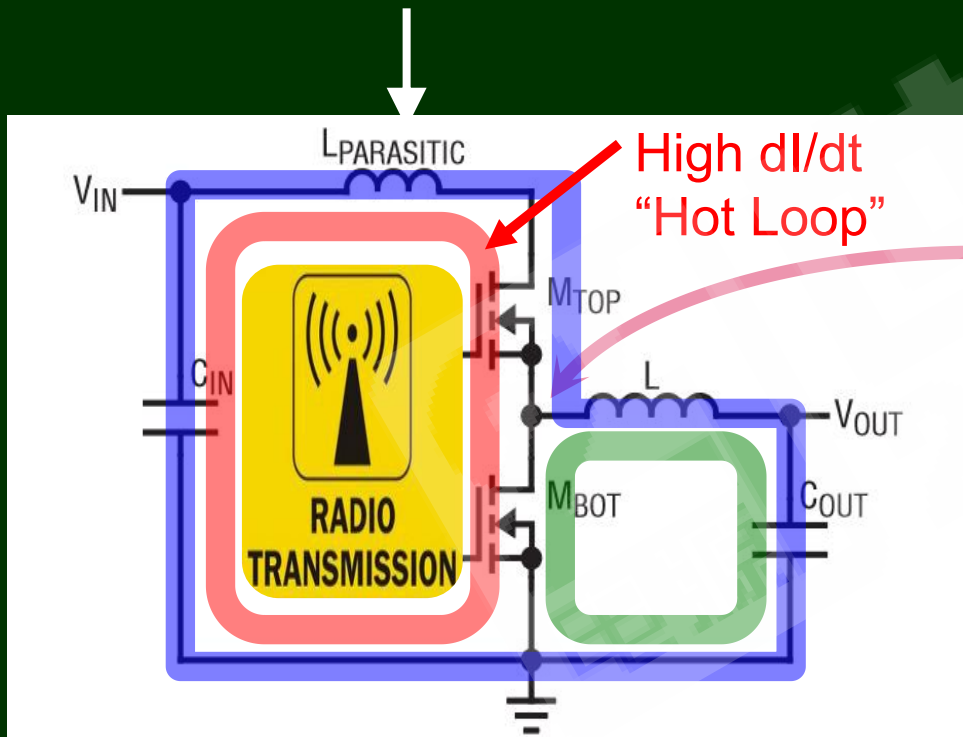 LPARASITIC
High dI/dt
“Hot Loop”
VIN
MTOP
CIN
L
VOUT
RADIO
TRANSMISSION
MBOT
COUT